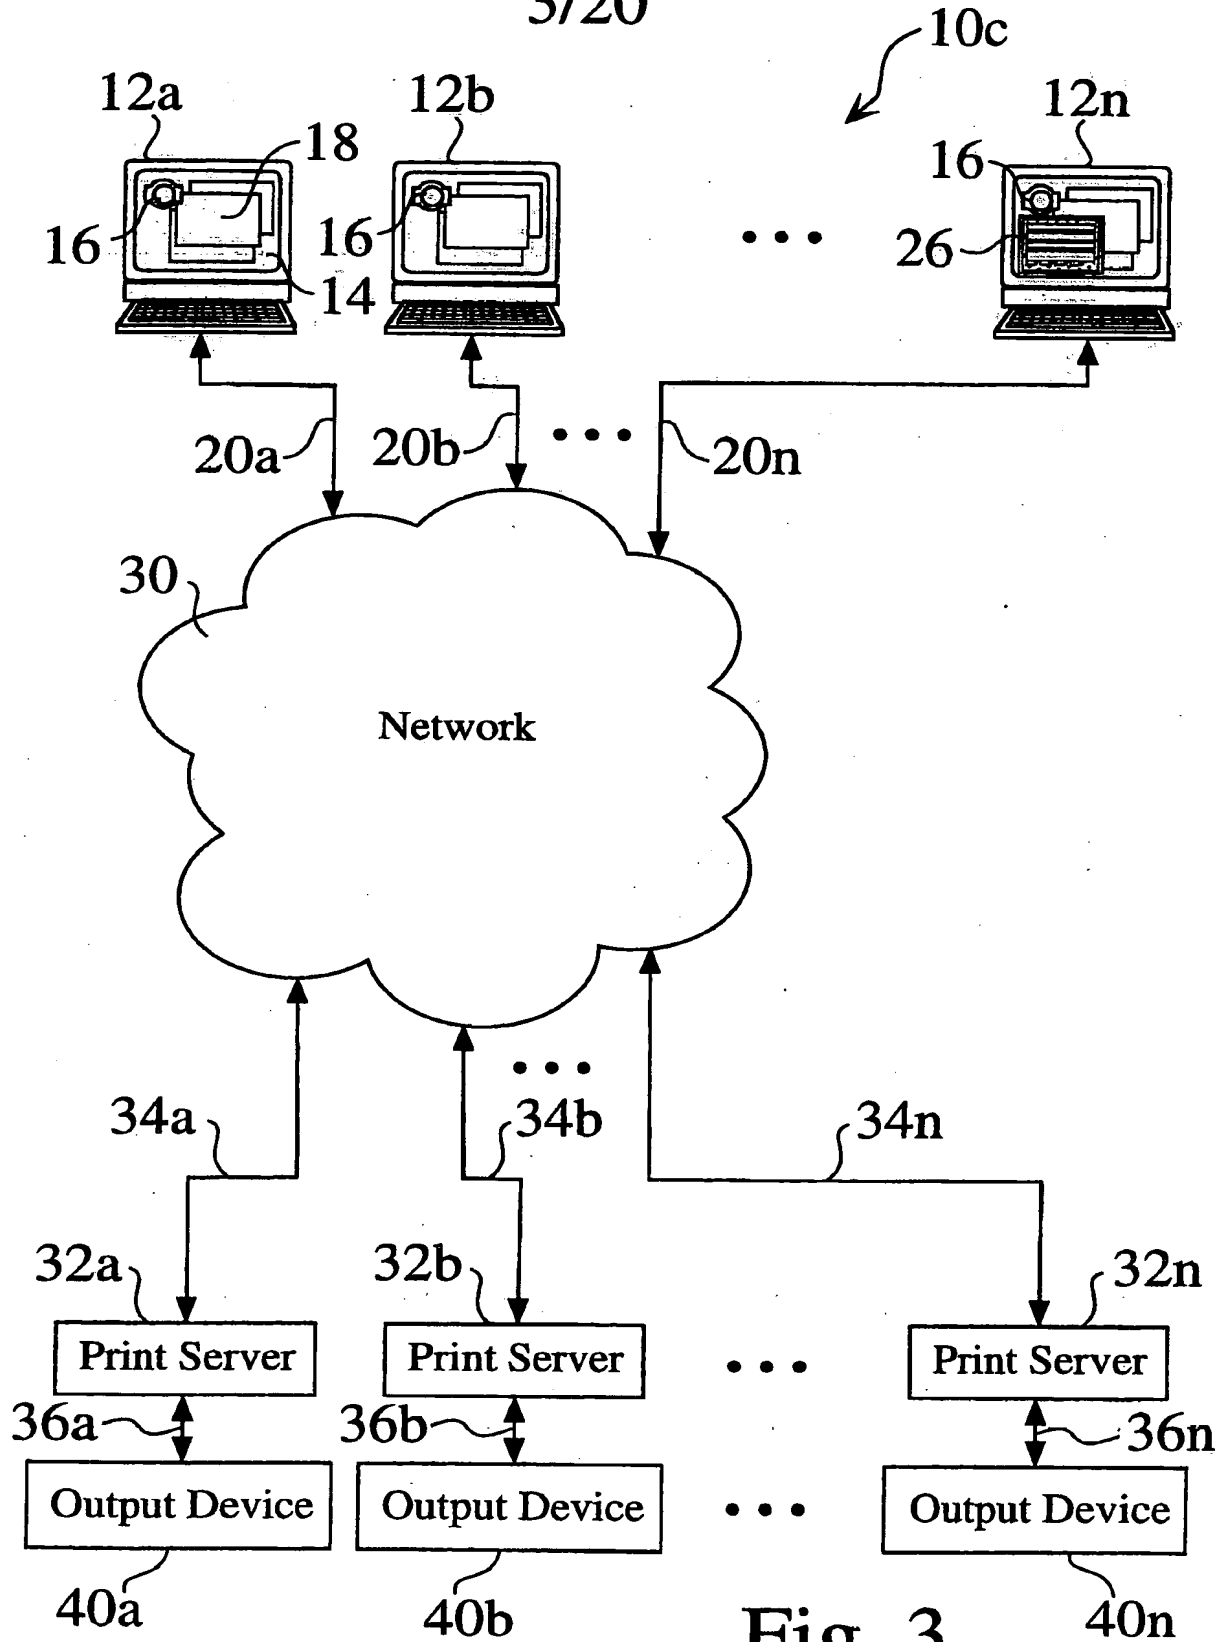 3/20
10c
12a
12b
12n
18
16
16
16
26
14
20a
20b
20n
30
Network
34a
34b
34n
32a
32b
32n
Print Server
Print Server
Print Server
36a
36b
36n
Output Device
Output Device
Output Device
40a
40b
40n
Fig. 3